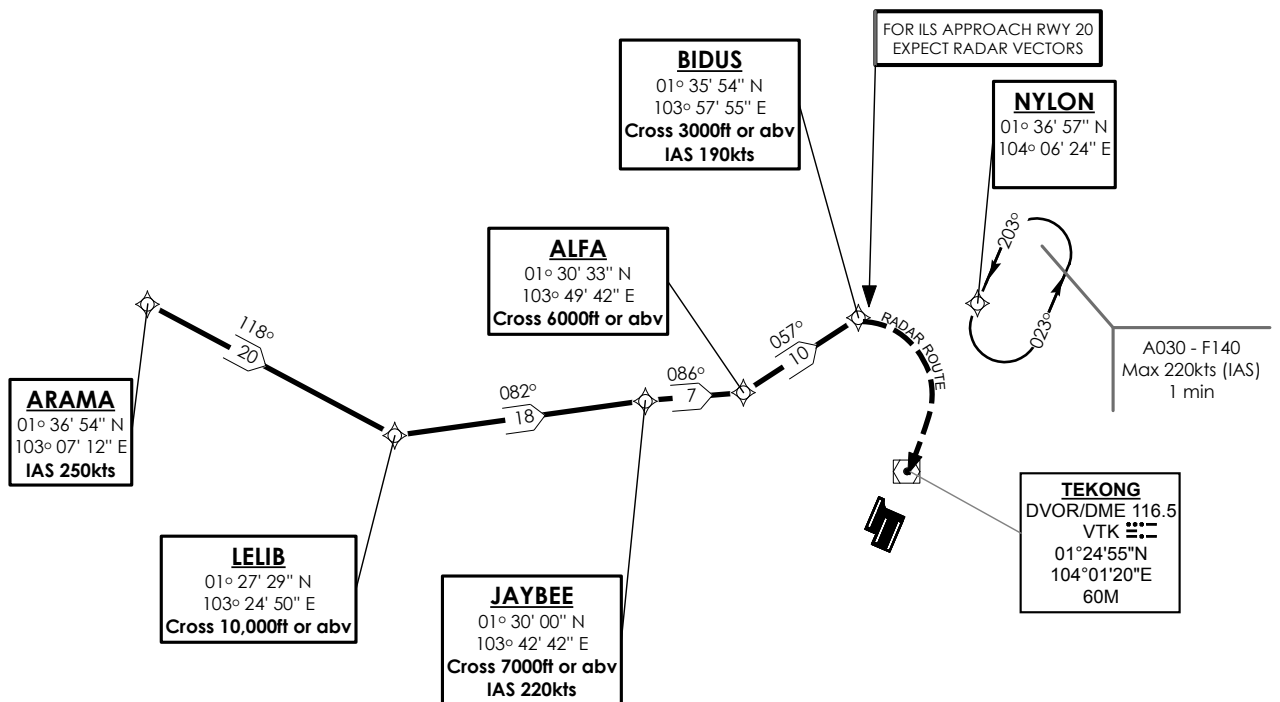 FOR ILS APPROACH RWY 20
EXPECT RADAR VECTORS
BIDUS
01° 35' 54" N
103° 57' 55" E
Cross 3000ft or abv
IAS 190kts
NYLON
01° 36' 57" N
104° 06' 24" E
ALFA
01° 30' 33" N
103° 49' 42" E
Cross 6000ft or abv
203°
023°
RADAR ROUTE
118°
20
057°
10
082°
18
086°
7
A030 - F140
Max 220kts (IAS)
1 min
ARAMA
01° 36' 54" N
103° 07' 12" E
IAS 250kts
TEKONG
DVOR/DME 116.5
VTK
01°24'55"N
104°01'20"E
60M
LELIB
01° 27' 29" N
103° 24' 50" E
Cross 10,000ft or abv
JAYBEE
01° 30' 00" N
103° 42' 42" E
Cross 7000ft or abv
IAS 220kts